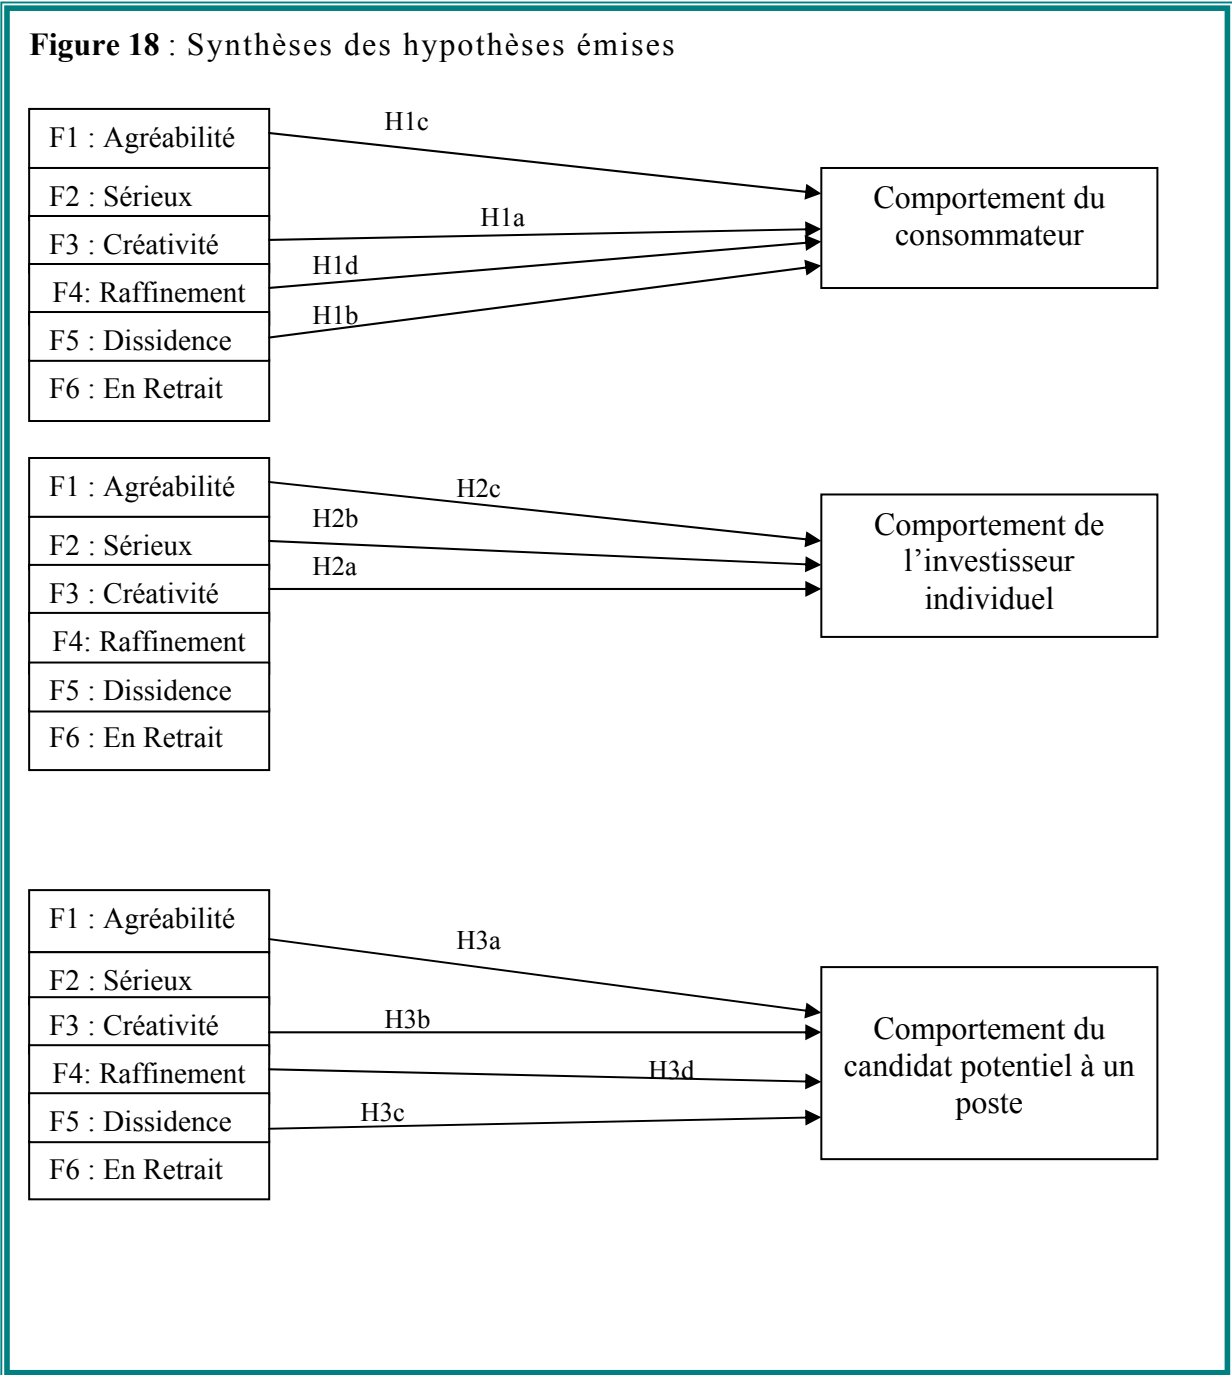 Figure 18 : Synthèses des hypothèses émises
F1 : Agréabilité
F2 : Sérieux
F3 : Créativité
F4: Raffinement
F5 : Dissidence
F6 : En Retrait
H1c
H1a
H1d
H1b
Comportement du
consommateur
F1 : Agréabilité
F2 : Sérieux
F3 : Créativité
F4: Raffinement
F5 : Dissidence
F6 : En Retrait
H2c
H2b
H2a
Comportement de
l’investisseur
individuel
F1 : Agréabilité
F2 : Sérieux
F3 : Créativité
F4: Raffinement
F5 : Dissidence
F6 : En Retrait
H3a
H3b
H3d
H3c
Comportement du
candidat potentiel à un
poste